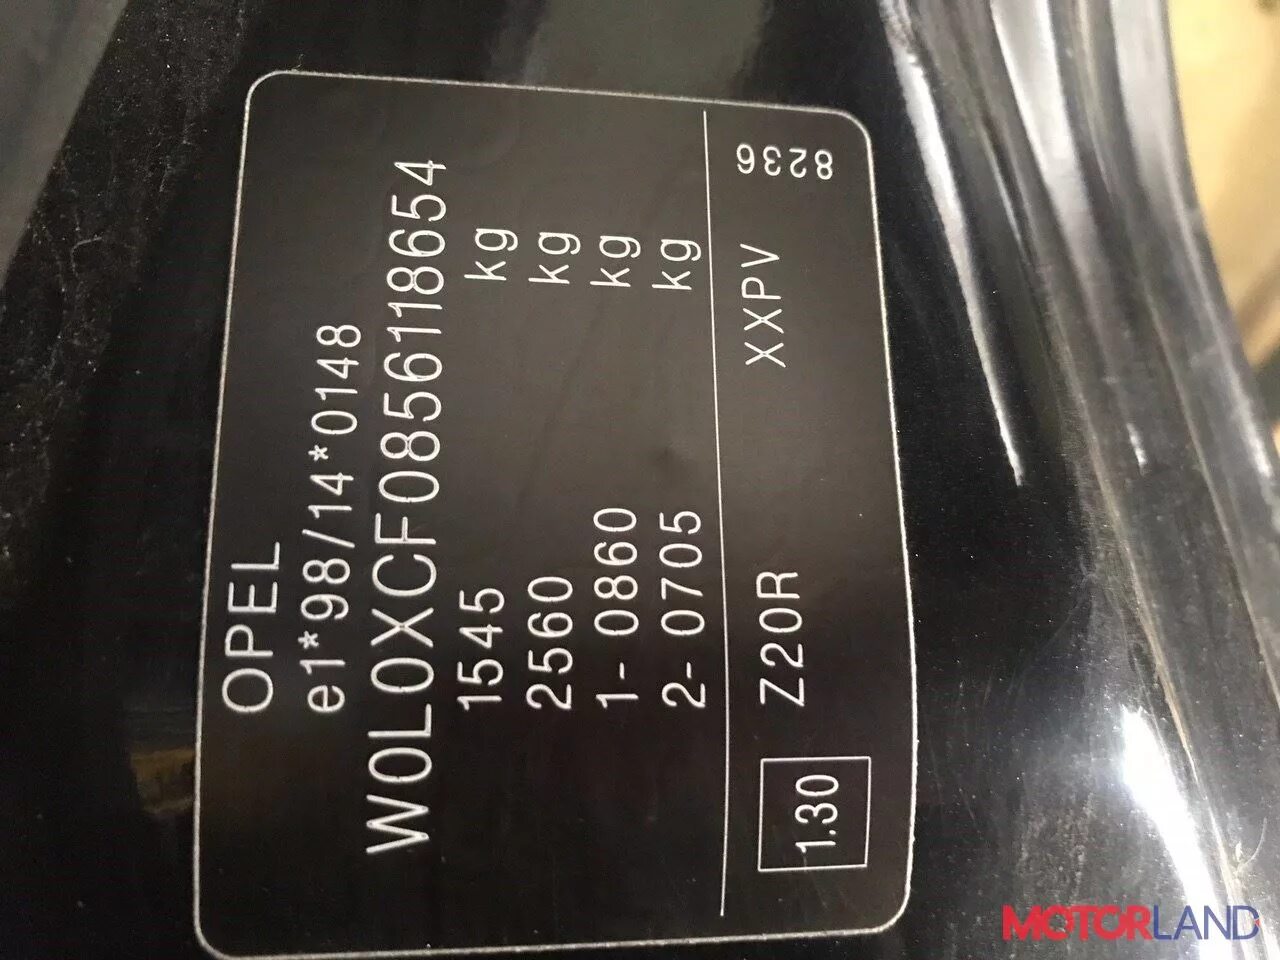 OPEL
e1*98/14*0148
W0L0XCF0856118654
1545 kg
2560 kg
1- 0860 kg
2- 0705 kg
1.30 Z20R XXPV 8236
MOTORLAND